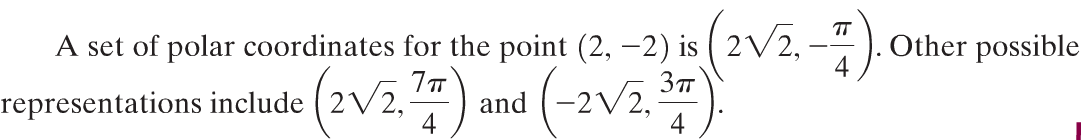 A set of polar coordinates for the point (2, −2) is (2√2, −π/4). Other possible
representations include (2√2, 7π/4) and (−2√2, 3π/4).